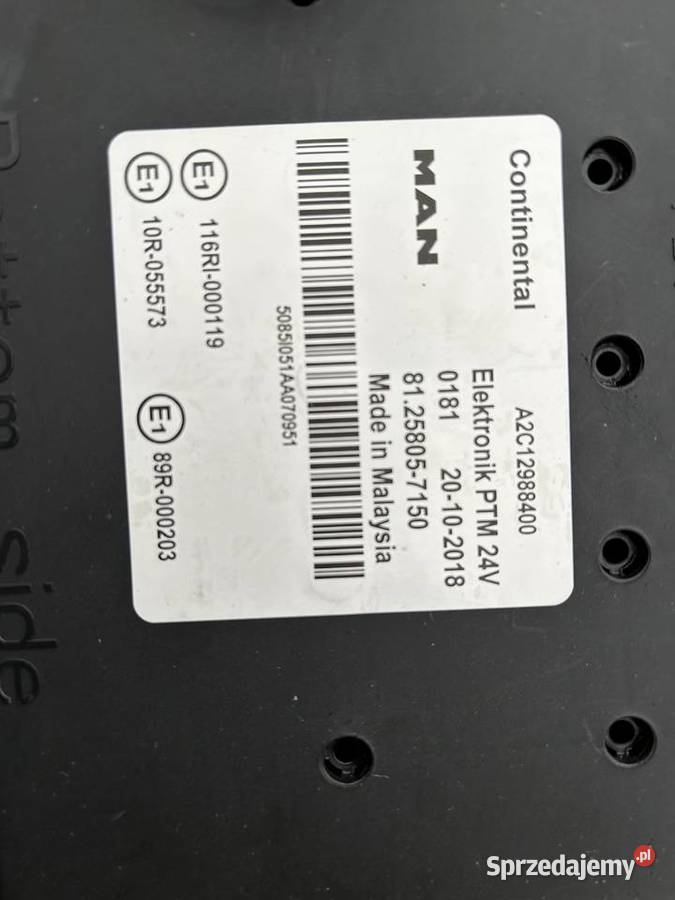 Continental A2C12988400
MAN Elektronik PTM 24V
0181 20-10-2018
81.25805-7150
Made in Malaysia
5085I051AA070951
E1 116RI-000119
E1 10R-055573 E1 89R-000203
Bottom side
Sprzedajemy.pl